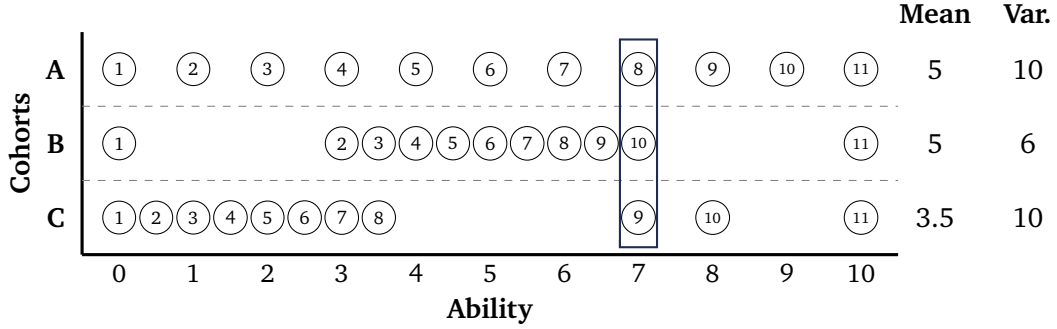 Mean Var.
A 1 2 3 4 5 6 7 8 9 10 11 5 10
B 1 2 3 4 5 6 7 8 9 10 11 5 6
C 1 2 3 4 5 6 7 8 9 10 11 3.5 10
Cohorts
0 1 2 3 4 5 6 7 8 9 10
Ability